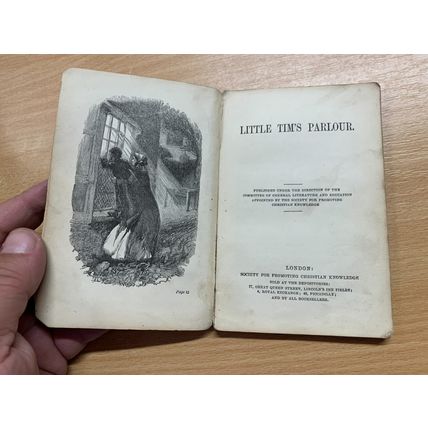 Page 62
LITTLE TIM'S PARLOUR.
PUBLISHED UNDER THE DIRECTION OF THE
COMMITTEE OF GENERAL LITERATURE AND EDUCATION
APPOINTED BY THE SOCIETY FOR PROMOTING
CHRISTIAN KNOWLEDGE
LONDON:
SOCIETY FOR PROMOTING CHRISTIAN KNOWLEDGE
SOLD AT THE DEPOSITORIES:
77, GREAT QUEEN STREET, LINCOLN'S INN FIELDS;
4, ROYAL EXCHANGE; 48, PICCADILLY;
AND BY ALL BOOKSELLERS.